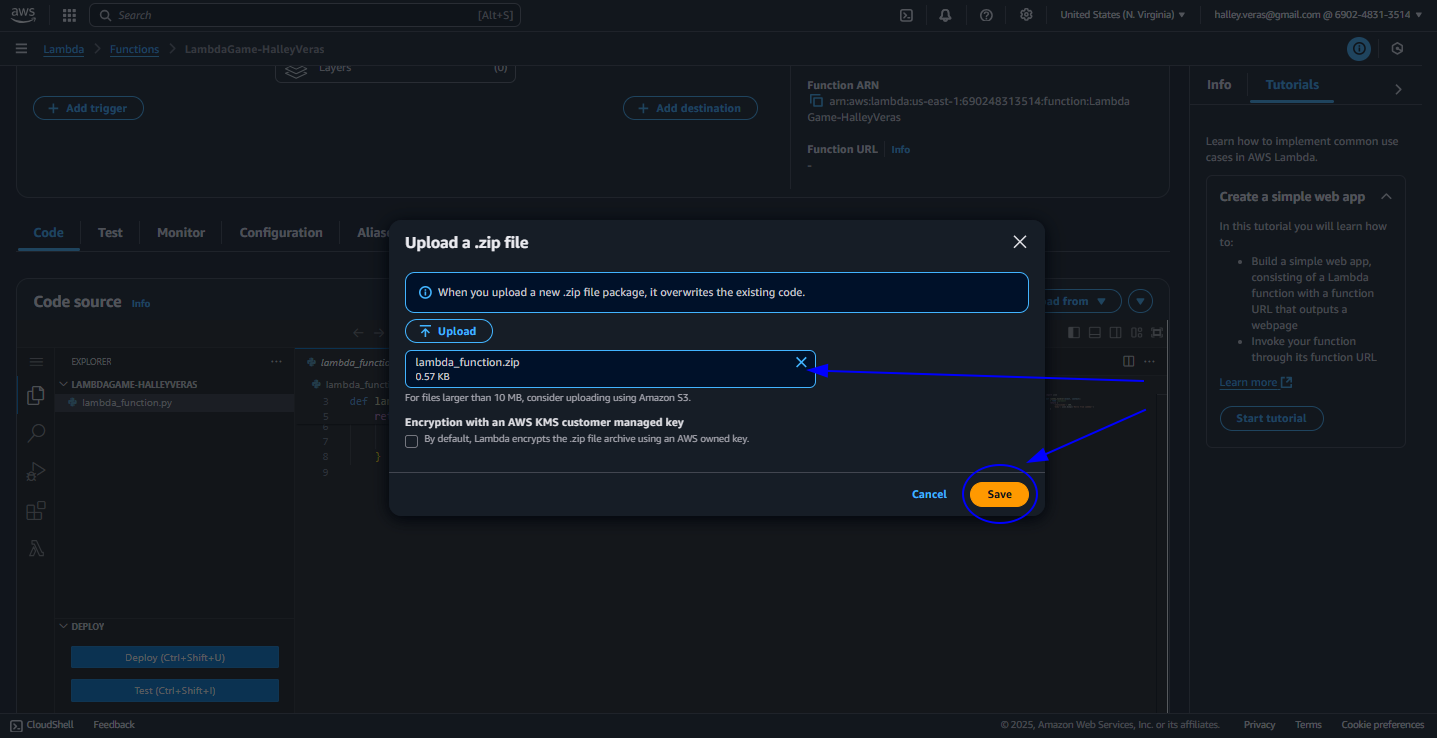 aws
Search
[Alt+S]
United States (N. Virginia)
halley.veras@gmail.com @ 6902-4831-3514
Lambda
Functions
LambdaGame-HalleyVeras
Layers
(0)
Add trigger
Add destination
Function ARN
arn:aws:lambda:us-east-1:690248313514:function:Lambda
Game-HalleyVeras
Function URL
Info
-
Info
Tutorials
Learn how to implement common use
cases in AWS Lambda.
Create a simple web app
In this tutorial you will learn how
to:
• Build a simple web app,
consisting of a Lambda
function with a function
URL that outputs a
webpage
• Invoke your function
through its function URL
Learn more
Start tutorial
Code
Test
Monitor
Configuration
Alias
Code source
Info
ad from
EXPLORER
LAMBDAGAME-HALLEYVERAS
lambda_function.py
lambda_functio
lambda_funct
3 def lam
5 re
6
7
8 }
9
Upload a .zip file
When you upload a new .zip file package, it overwrites the existing code.
Upload
lambda_function.zip
0.57 KB
For files larger than 10 MB, consider uploading using Amazon S3.
Encryption with an AWS KMS customer managed key
By default, Lambda encrypts the .zip file archive using an AWS owned key.
Cancel
Save
DEPLOY
Deploy (Ctrl+Shift+U)
Test (Ctrl+Shift+I)
CloudShell
Feedback
© 2025, Amazon Web Services, Inc. or its affiliates.
Privacy
Terms
Cookie preferences